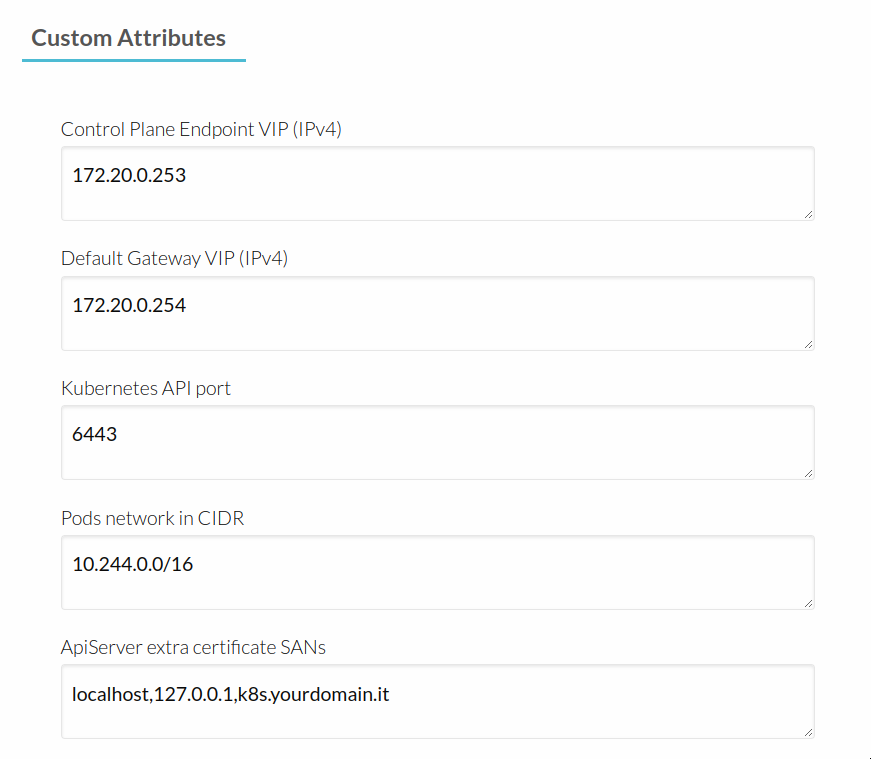 Custom Attributes
Control Plane Endpoint VIP (IPv4)
172.20.0.253
Default Gateway VIP (IPv4)
172.20.0.254
Kubernetes API port
6443
Pods network in CIDR
10.244.0.0/16
ApiServer extra certificate SANs
localhost,127.0.0.1,k8s.yourdomain.it